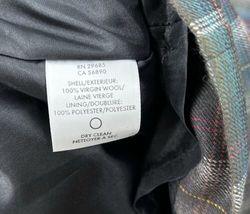 RN 29685
CA 56890
SHELL/EXTERIEUR:
100% VIRGIN WOOL/
LAINE VIERGE
LINING/DOUBLURE:
100% POLYESTER/POLYESTER
DRY CLEAN
NETTOYER A SEC